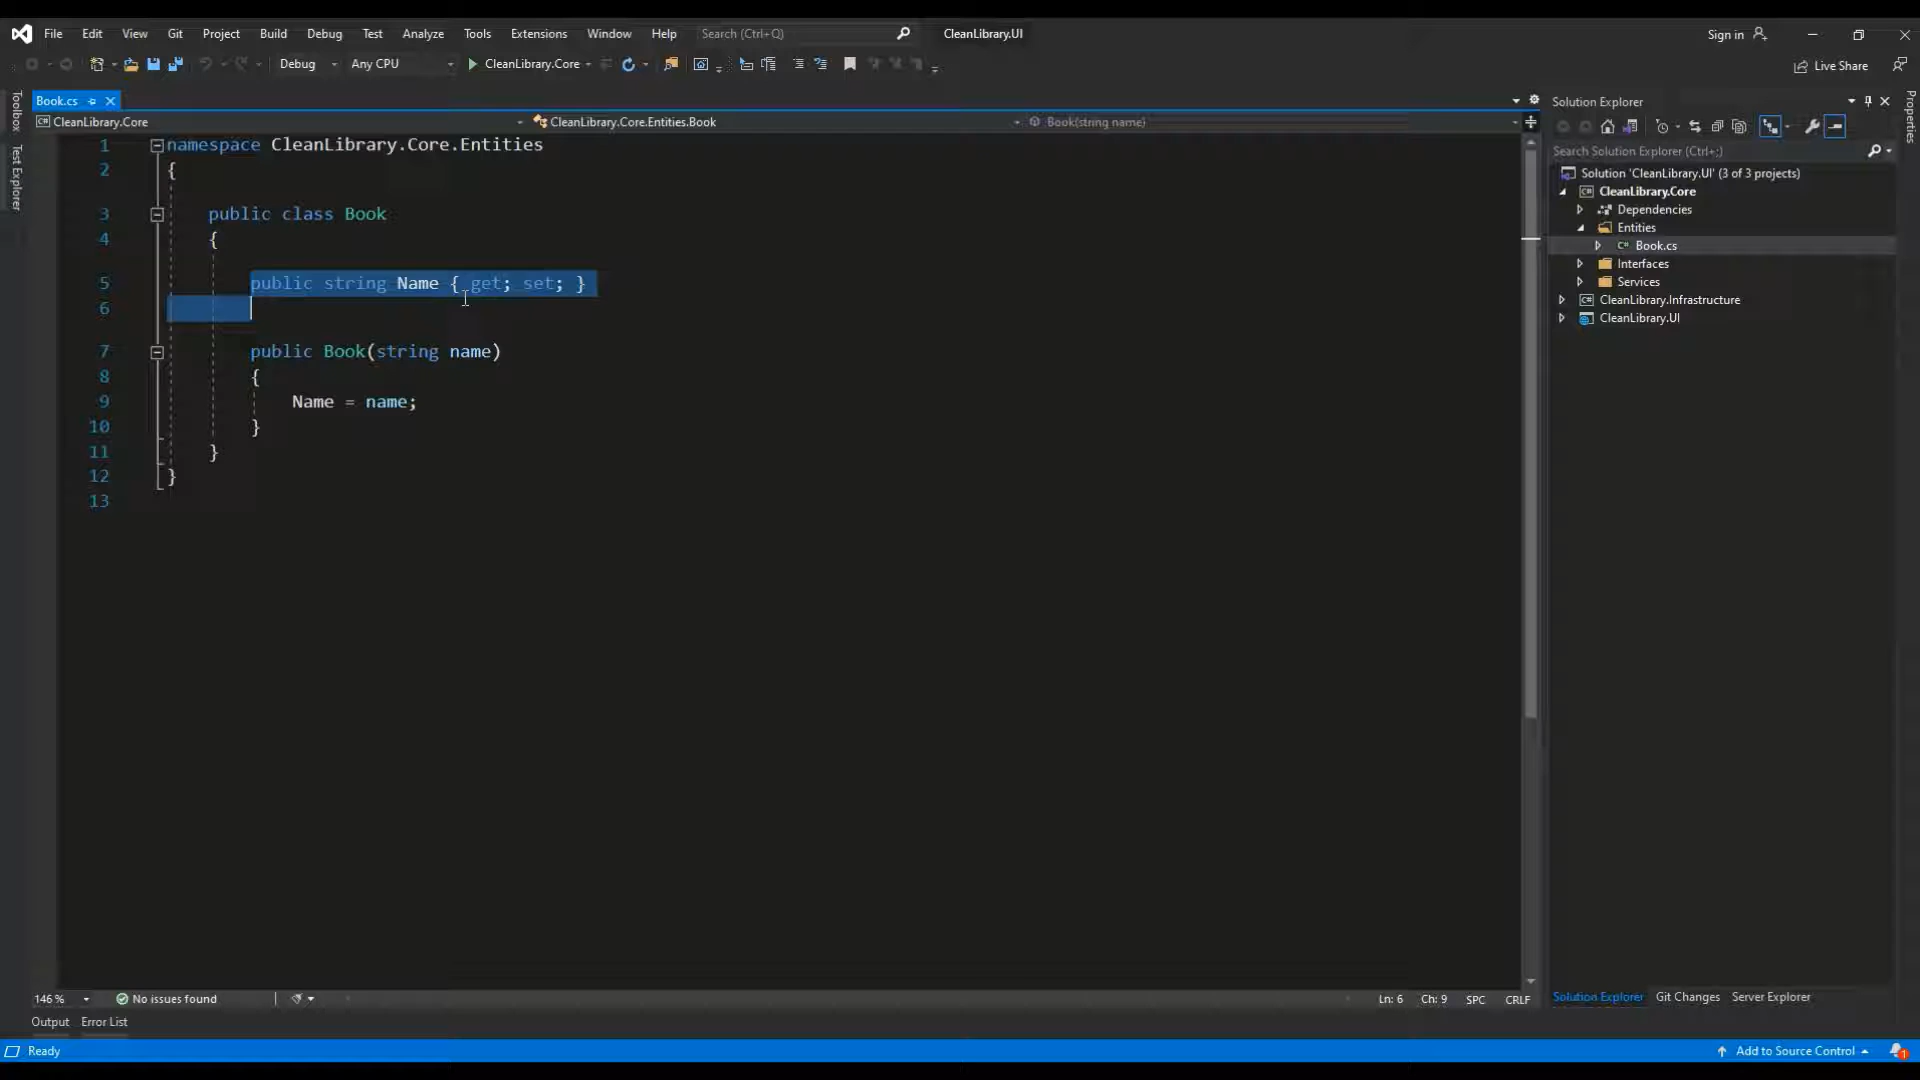 File Edit View Git Project Build Debug Test Analyze Tools Extensions Window Help Search (Ctrl+Q) CleanLibrary.UI Sign in
Debug Any CPU CleanLibrary.Core Live Share
Toolbox
Test Explorer
Book.cs
CleanLibrary.Core CleanLibrary.Core.Entities.Book Book(string name)
1 namespace CleanLibrary.Core.Entities
2 {
3 public class Book
4 {
5 public string Name { get; set; }
6
7 public Book(string name)
8 {
9 Name = name;
10 }
11 }
12 }
13
146 % No issues found Ln: 6 Ch: 9 SPC CRLF
Output Error List
Solution Explorer
Search Solution Explorer (Ctrl+;)
Solution 'CleanLibrary.UI' (3 of 3 projects)
CleanLibrary.Core
Dependencies
Entities
C# Book.cs
Interfaces
Services
CleanLibrary.Infrastructure
CleanLibrary.UI
Solution Explorer Git Changes Server Explorer
Properties
Ready Add to Source Control 1